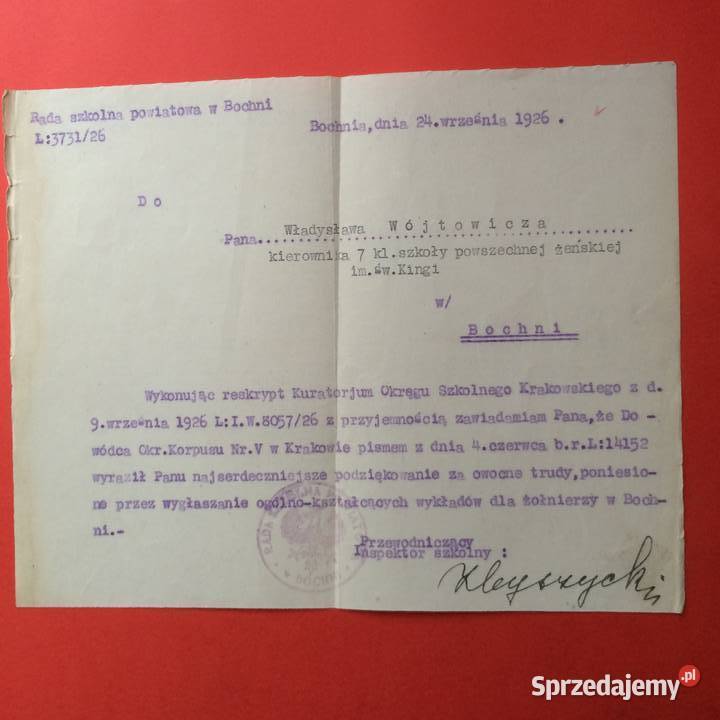 Rada szkolna powiatowa w Bochni
L:3731/26
Bochnia, dnia 24.września 1926 .
Do
Pana.....Władysława Wójtowicza..........
kierownika 7 kl.szkoły powszechnej żeńskiej
im.św.Kingi
w/
Bochni
Wykonując reskrypt Kuratorjum Okręgu Szkolnego Krakowskiego z d.
9.września 1926 L:I.W.8057/26 z przyjemnością zawiadamiam Pana,że Do-
wódca Okr.Korpusu Nr.V w Krakowie pismem z dnia 4.czerwca b.r.L:14152
wyraził Panu najserdeczniejsze podziękowanie za owocne trudy,poniesio-
ne przez wygłaszanie ogólno-kształcących wykładów dla żołnierzy w Boch-
ni.-
RADA SZKOLNA
BOCHNI
Przewodniczący
Inspektor szkolny :
Sprzedajemy.pl